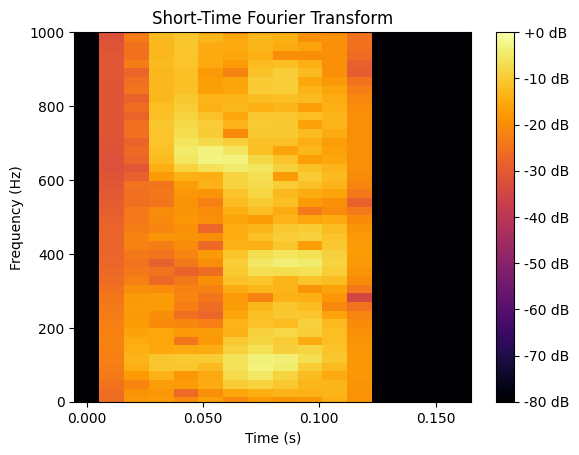 Short-Time Fourier Transform
1000
800
600
400
200
0
Frequency (Hz)
0.000
0.050
0.100
0.150
Time (s)
+0 dB
-10 dB
-20 dB
-30 dB
-40 dB
-50 dB
-60 dB
-70 dB
-80 dB